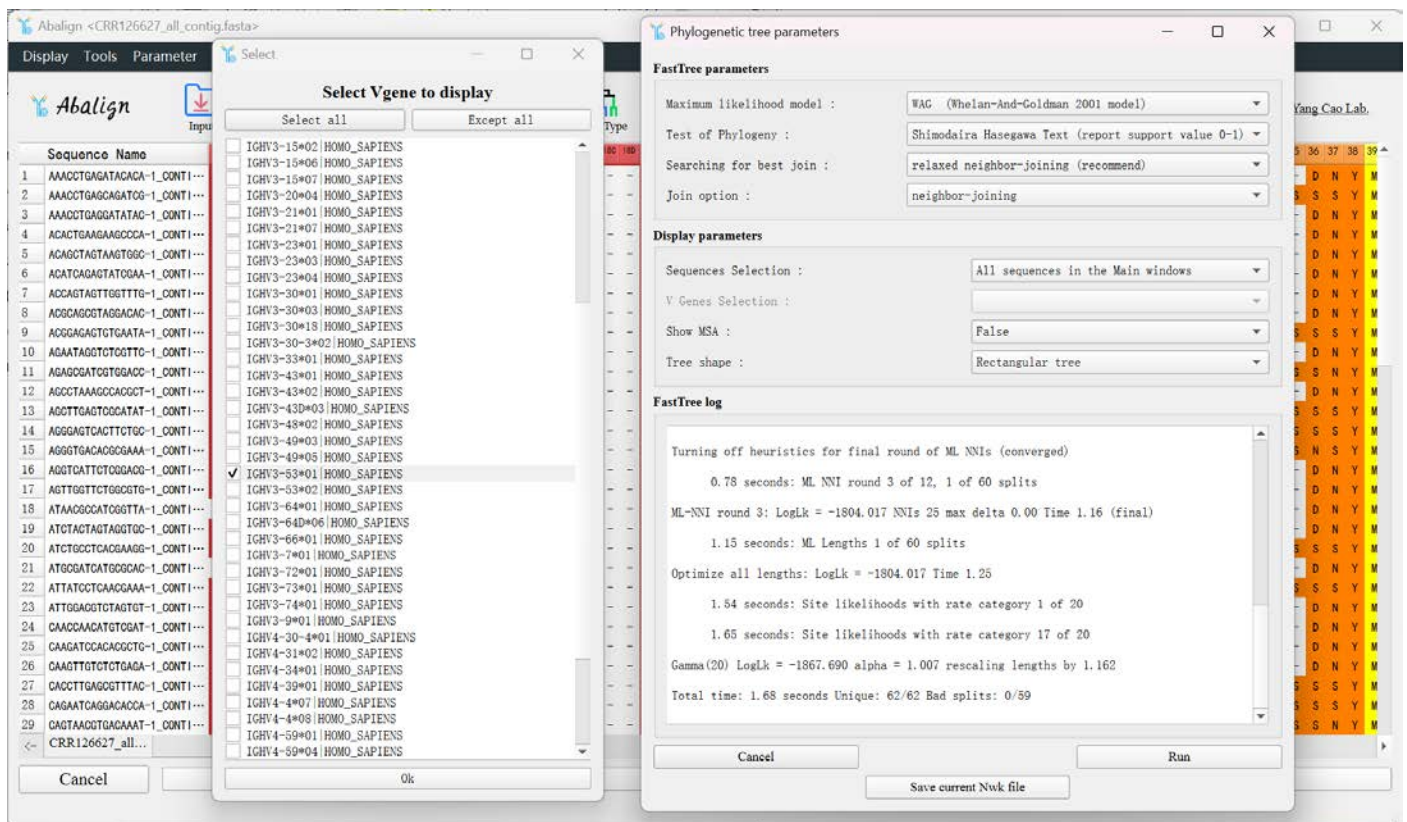 Abalign <CRR126627_all_contig.fasta>
Display Tools Parameter
Abalign
Inpu
Type
Yang Cao Lab.
Sequence Name
1 AAACCTGAGATACACA-1_CONTI···
2 AAACCTGAGCAGATCG-1_CONTI···
3 AAACCTGAGGATATAC-1_CONTI···
4 ACACTGAAGAAGCCCA-1_CONTI···
5 ACAGCTAGTAAGTGGC-1_CONTI···
6 ACATCAGAGTATCGAA-1_CONTI···
7 ACCAGTAGTTGGTTTG-1_CONTI···
8 ACGCAGCGTAGGACAC-1_CONTI···
9 ACGGAGAGTGTGAATA-1_CONTI···
10 AGAATAGGTCTCGTTC-1_CONTI···
11 AGAGCGATCGTGGACC-1_CONTI···
12 AGCCTAAAGCCACGCT-1_CONTI···
13 AGCTTGAGTCGCATAT-1_CONTI···
14 AGGGAGTCACTTCTGC-1_CONTI···
15 AGGGTGACACGCGAAA-1_CONTI···
16 AGGTCATTCTCGGACG-1_CONTI···
17 AGTTGGTTCTGGCGTG-1_CONTI···
18 ATAACGCCATCGGTTA-1_CONTI···
19 ATCTACTAGTAGGTGC-1_CONTI···
20 ATCTGCCTCACGAAGG-1_CONTI···
21 ATGCGATCATGCGCAC-1_CONTI···
22 ATTATCCTCAACGAAA-1_CONTI···
23 ATTGGACGTCTAGTGT-1_CONTI···
24 CAACCAACATGTCGAT-1_CONTI···
25 CAAGATCCACACGCTG-1_CONTI···
26 CAAGTTGTCTCTGAGA-1_CONTI···
27 CACCTTGAGCGTTTAC-1_CONTI···
28 CAGAATCAGGACACCA-1_CONTI···
29 CAGTAACGTGACAAAT-1_CONTI···
CRR126627_all...
Cancel
Select
Select Vgene to display
Select all Except all
IGHV3-15*02|HOMO_SAPIENS
IGHV3-15*06|HOMO_SAPIENS
IGHV3-15*07|HOMO_SAPIENS
IGHV3-20*04|HOMO_SAPIENS
IGHV3-21*01|HOMO_SAPIENS
IGHV3-21*07|HOMO_SAPIENS
IGHV3-23*01|HOMO_SAPIENS
IGHV3-23*03|HOMO_SAPIENS
IGHV3-23*04|HOMO_SAPIENS
IGHV3-30*01|HOMO_SAPIENS
IGHV3-30*03|HOMO_SAPIENS
IGHV3-30*18|HOMO_SAPIENS
IGHV3-30-3*02|HOMO_SAPIENS
IGHV3-33*01|HOMO_SAPIENS
IGHV3-43*01|HOMO_SAPIENS
IGHV3-43*02|HOMO_SAPIENS
IGHV3-43D*03|HOMO_SAPIENS
IGHV3-48*02|HOMO_SAPIENS
IGHV3-49*03|HOMO_SAPIENS
IGHV3-49*05|HOMO_SAPIENS
IGHV3-53*01|HOMO_SAPIENS
IGHV3-53*02|HOMO_SAPIENS
IGHV3-64*01|HOMO_SAPIENS
IGHV3-64D*06|HOMO_SAPIENS
IGHV3-66*01|HOMO_SAPIENS
IGHV3-7*01|HOMO_SAPIENS
IGHV3-72*01|HOMO_SAPIENS
IGHV3-73*01|HOMO_SAPIENS
IGHV3-74*01|HOMO_SAPIENS
IGHV3-9*01|HOMO_SAPIENS
IGHV4-30-4*01|HOMO_SAPIENS
IGHV4-31*02|HOMO_SAPIENS
IGHV4-34*01|HOMO_SAPIENS
IGHV4-39*01|HOMO_SAPIENS
IGHV4-4*07|HOMO_SAPIENS
IGHV4-4*08|HOMO_SAPIENS
IGHV4-59*01|HOMO_SAPIENS
IGHV4-59*04|HOMO_SAPIENS
Ok
Phylogenetic tree parameters
FastTree parameters
Maximum likelihood model : WAG (Whelan-And-Goldman 2001 model)
Test of Phylogeny : Shimodaira Hasegawa Text (report support value 0-1)
Searching for best join : relaxed neighbor-joining (recommend)
Join option : neighbor-joining
Display parameters
Sequences Selection : All sequences in the Main windows
V Genes Selection :
Show MSA : False
Tree shape : Rectangular tree
FastTree log
Turning off heuristics for final round of ML NNIs (converged)
0.78 seconds: ML NNI round 3 of 12, 1 of 60 splits
ML-NNI round 3: LogLk = -1804.017 NNIs 25 max delta 0.00 Time 1.16 (final)
1.15 seconds: ML Lengths 1 of 60 splits
Optimize all lengths: LogLk = -1804.017 Time 1.25
1.54 seconds: Site likelihoods with rate category 1 of 20
1.65 seconds: Site likelihoods with rate category 17 of 20
Gamma(20) LogLk = -1867.690 alpha = 1.007 rescaling lengths by 1.162
Total time: 1.68 seconds Unique: 62/62 Bad splits: 0/59
Cancel Run
Save current Nwk file
36 37 38 39